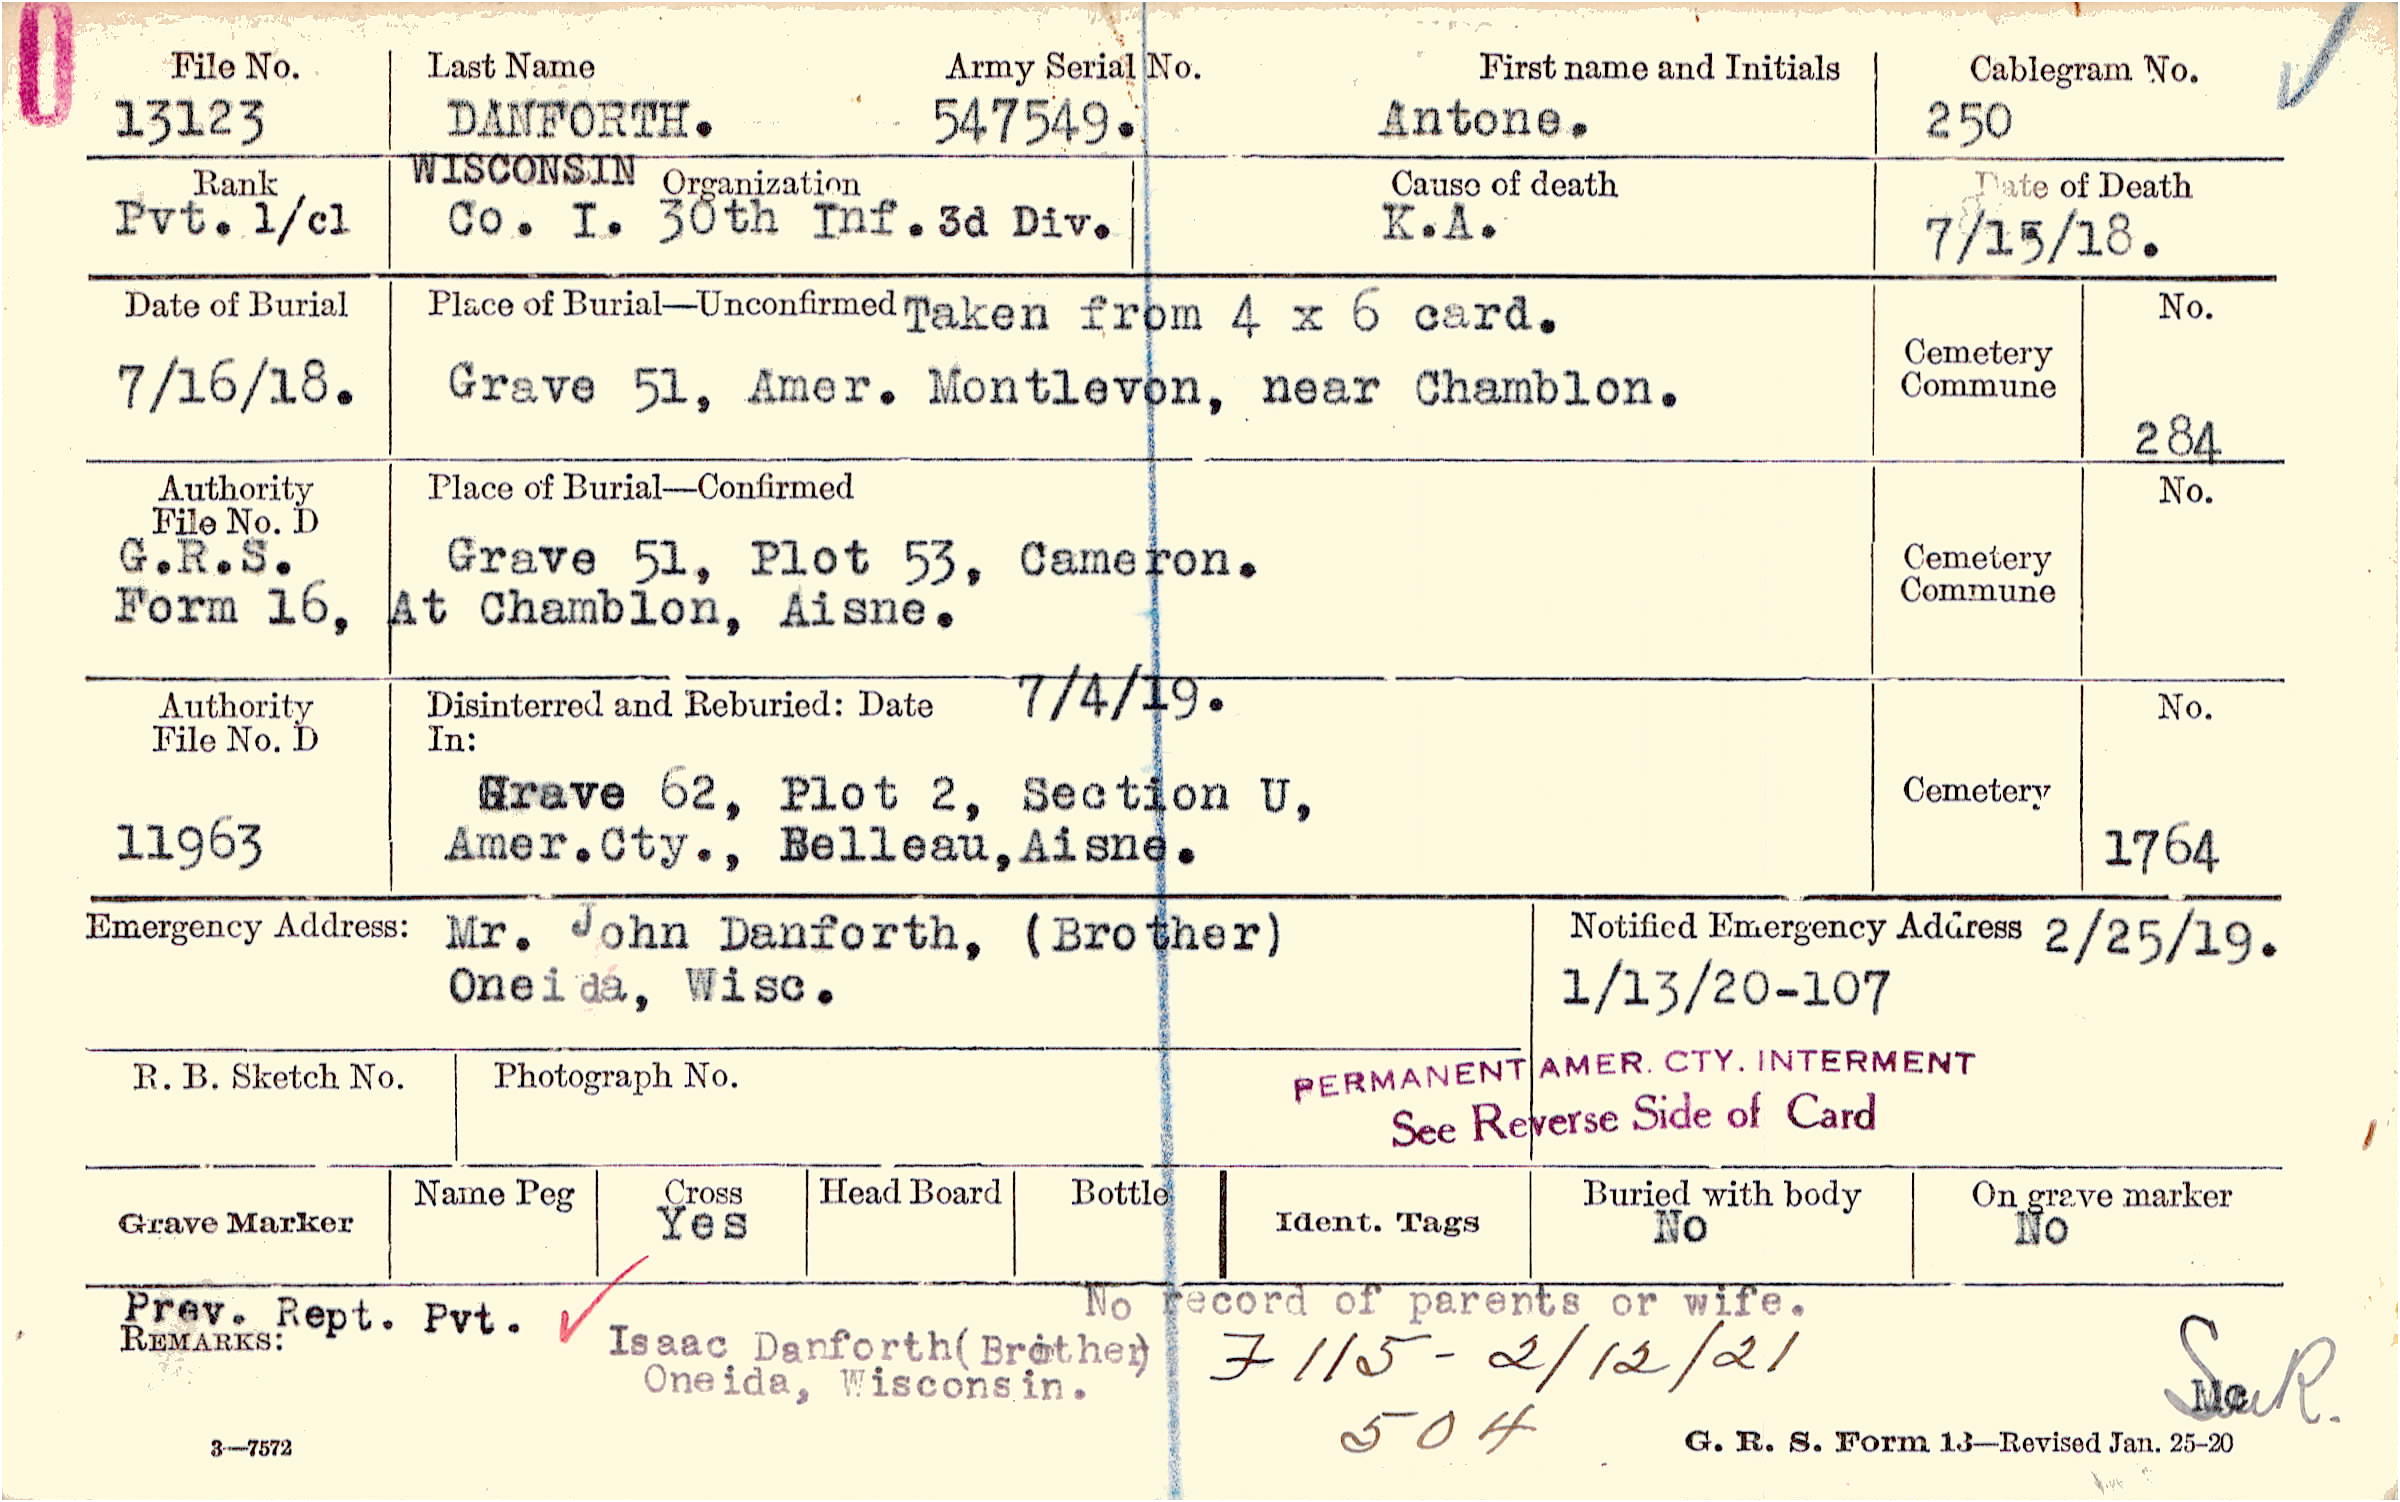 File No. Last Name Army Serial No. First name and Initials Cablegram No.
13123 DANFORTH. 547549. Antone. 250
WISCONSIN
Rank Organization Cause of death Date of Death
Pvt. 1/cl Co. I. 30th Inf. 3d Div. K.A. 7/15/18.
Date of Burial Place of Burial—Unconfirmed Taken from 4 x 6 card. No.
Cemetery
7/16/18. Grave 51, Amer. Montlevon, near Chamblon. Commune
284
Authority Place of Burial—Confirmed No.
File No. D
G.R.S. Grave 51, Plot 53, Cameron. Cemetery
Form 16, At Chamblon, Aisne. Commune
Authority Disinterred and Reburied: Date 7/4/19. No.
File No. D In:
Grave 62, Plot 2, Section U, Cemetery
11963 Amer.Cty., Belleau,Aisne. 1764
Emergency Address: Mr. John Danforth, (Brother) Notified Emergency Address 2/25/19.
Oneida, Wisc. 1/13/20-107
R. B. Sketch No. Photograph No. PERMANENT AMER. CTY. INTERMENT
See Reverse Side of Card
Name Peg Cross Head Board Bottle Buried with body On grave marker
Grave Marker Yes Ident. Tags No No
Prev. Rept. Pvt. No record of parents or wife.
REMARKS: Isaac Danforth(Brother) F 115 - 2/12/21
Oneida, Wisconsin.
504
3—7572 G. R. S. Form 13—Revised Jan. 25-20